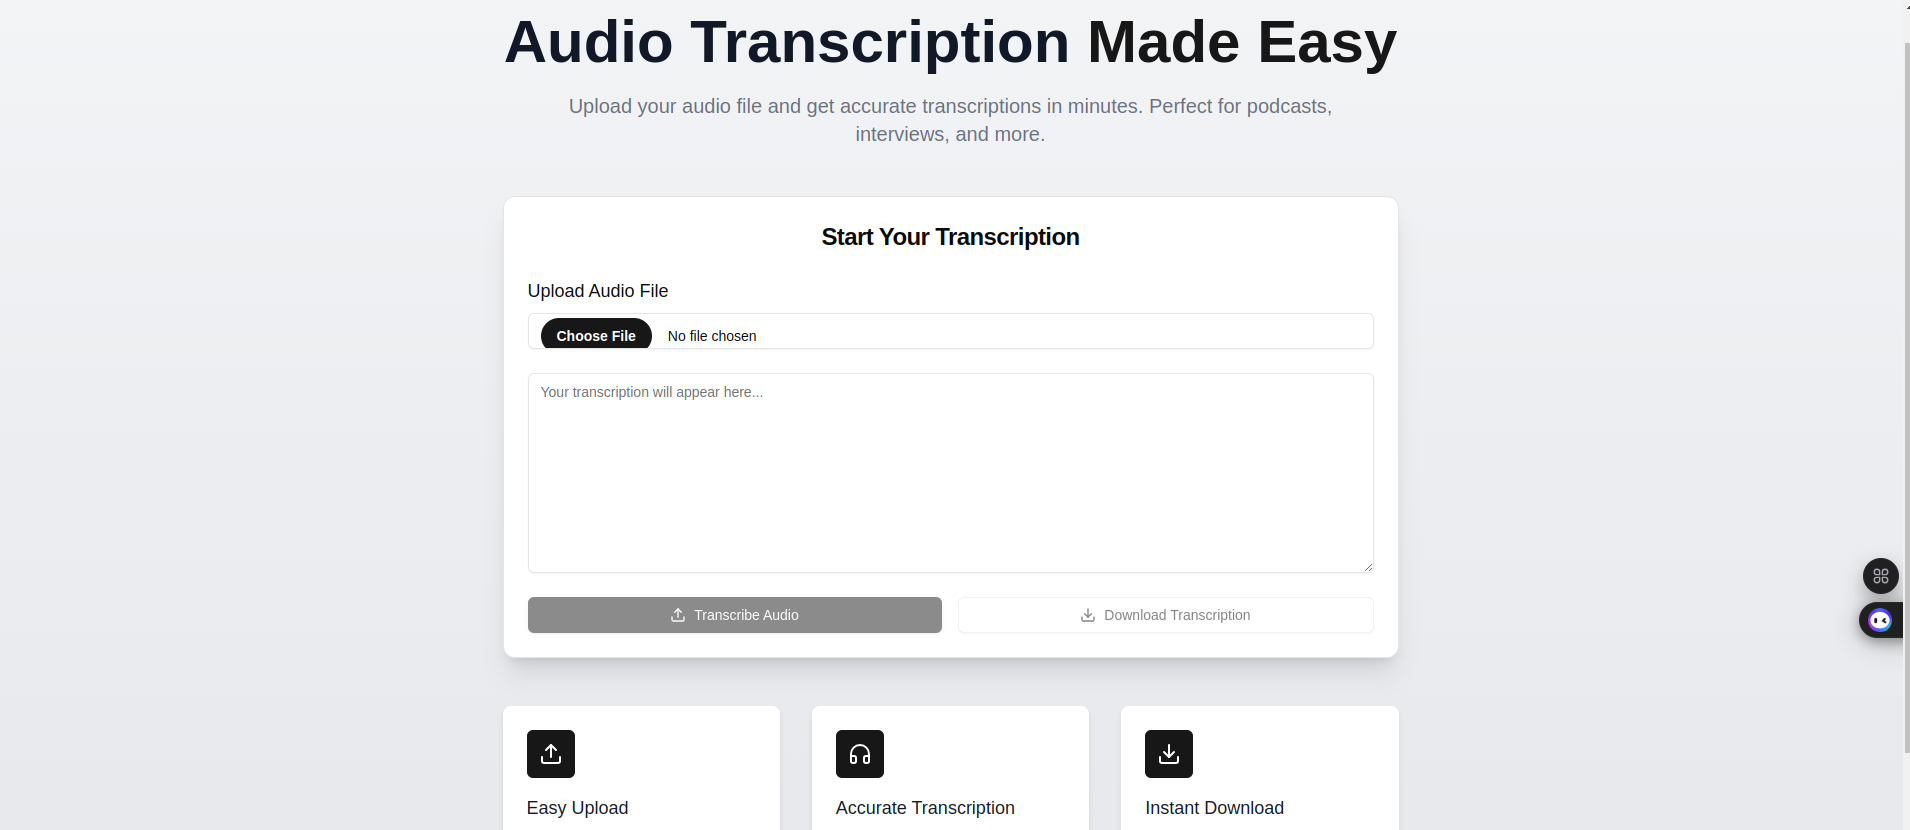 Audio Transcription Made Easy
Upload your audio file and get accurate transcriptions in minutes. Perfect for podcasts,
interviews, and more.
Start Your Transcription
Upload Audio File
Choose File No file chosen
Your transcription will appear here...
Transcribe Audio Download Transcription
Easy Upload Accurate Transcription Instant Download